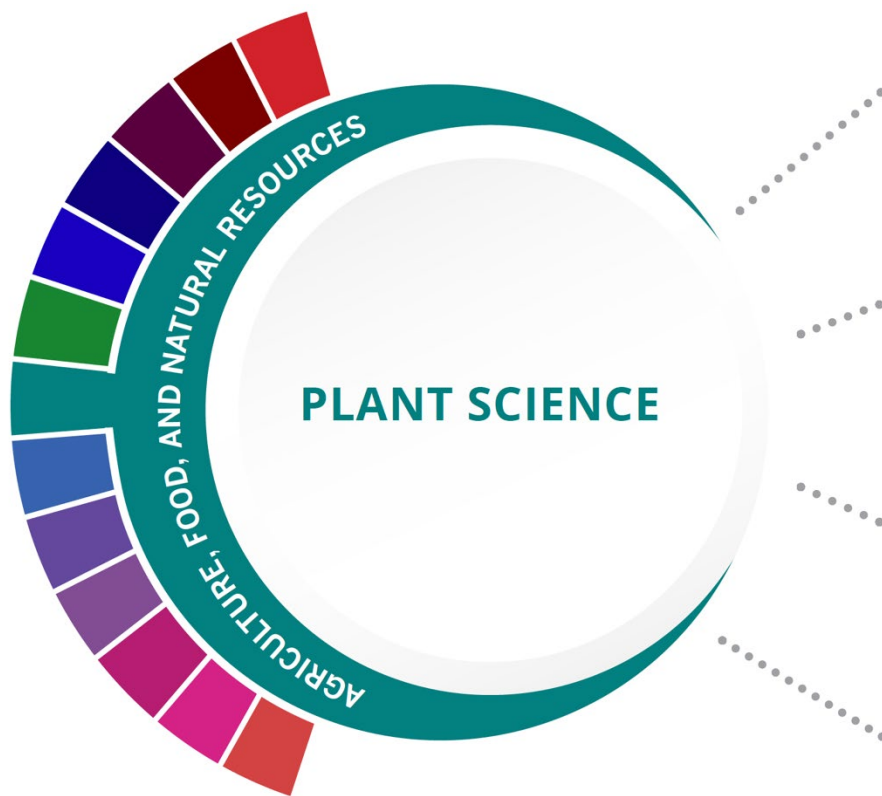 AGRICULTURE, FOOD, AND NATURAL RESOURCES
PLANT SCIENCE